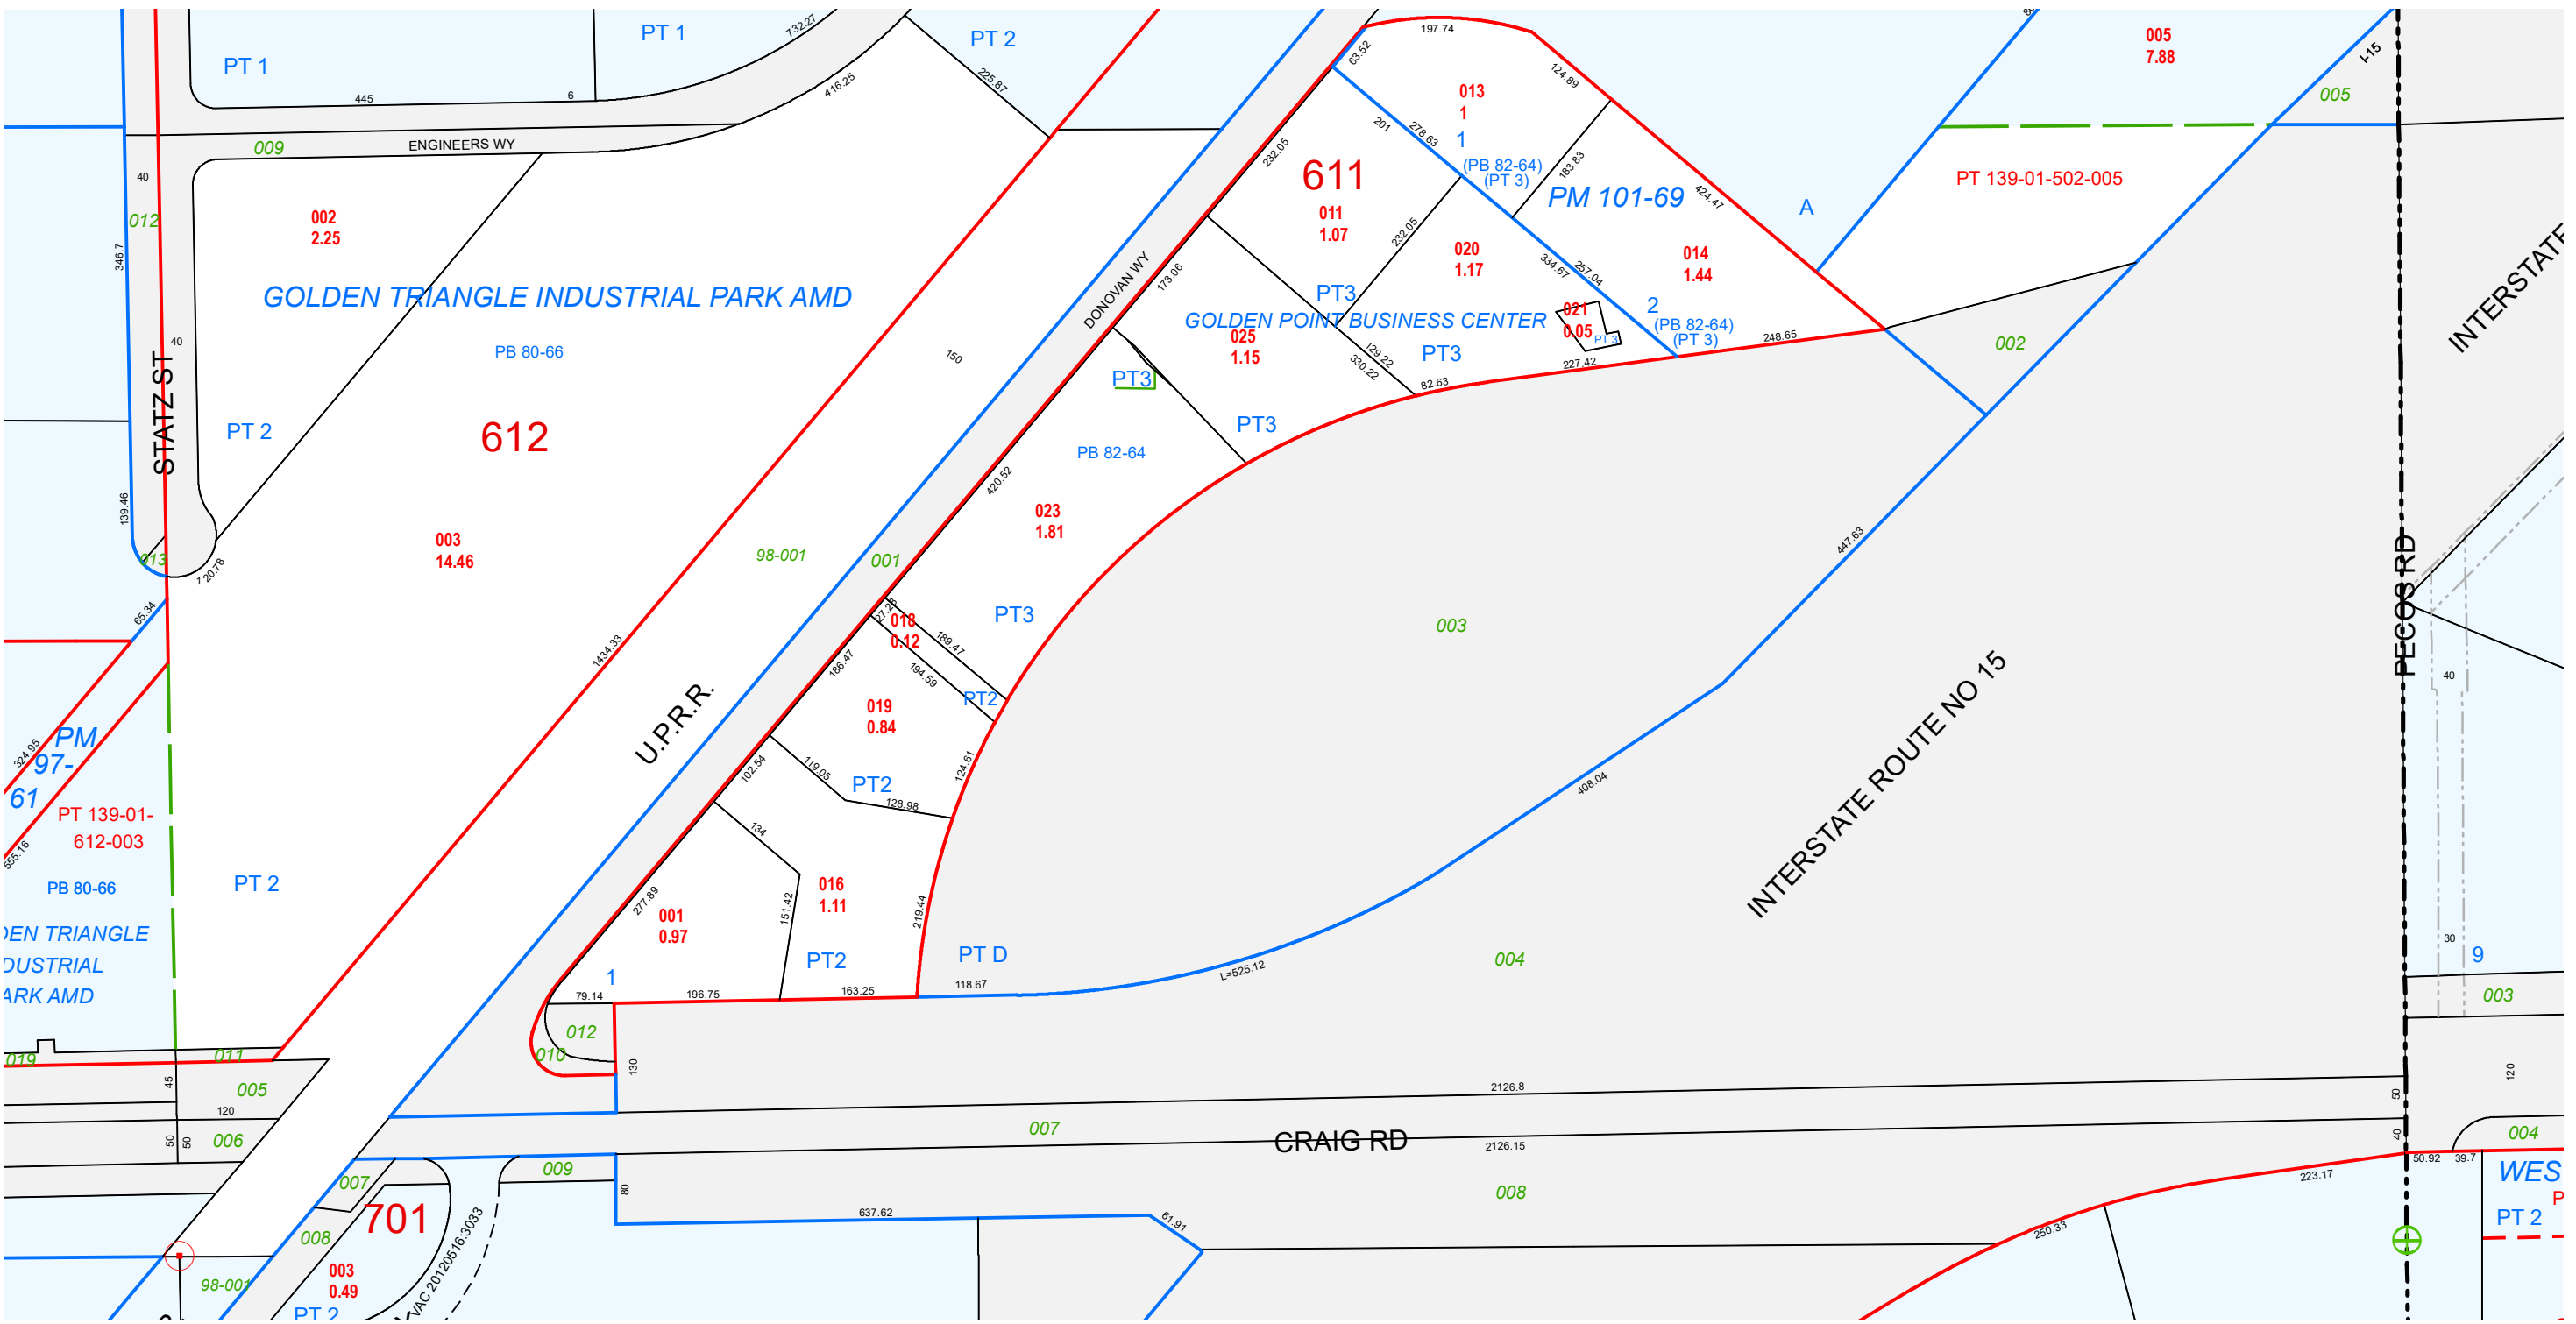 PT 1
PT 1
732.27
PT 2
225.87
416.25
445
6
ENGINEERS WY
009
40
012
346.7
002
2.25
GOLDEN TRIANGLE INDUSTRIAL PARK AMD
PB 80-66
STATZ ST
40
PT 2
612
139.46
013
120.78
65.34
003
14.46
150
98-001
001
1434.33
U.P.R.R.
DONOVAN WY
197.74
63.52
124.89
013
1
1
(PB 82-64)
(PT 3)
201
278.63
183.83
232.05
611
011
1.07
PM 101-69
424.47
A
005
7.88
I-15
005
PT 139-01-502-005
INTERSTATE
232.05
020
1.17
334.67
257.04
014
1.44
173.06
PT3
GOLDEN POINT BUSINESS CENTER
021
0.05
PT 3
2
(PB 82-64)
(PT 3)
248.65
002
025
1.15
129.22
330.22
PT3
82.63
227.42
PT3
PT3
PB 82-64
420.52
023
1.81
PT3
447.63
003
PECOS RD
27.28
018
0.12
189.47
186.47
194.59
PT2
019
0.84
124.61
102.54
119.05
PT2
128.98
134
INTERSTATE ROUTE NO 15
408.04
40
324.95
PM
97-
61
PT 139-01-
612-003
555.16
PB 80-66
PT 2
DEN TRIANGLE
DUSTRIAL
ARK AMD
277.89
001
0.97
151.42
016
1.11
219.44
PT2
PT D
1
118.67
L=525.12
004
30
9
003
79.14
196.75
163.25
012
010
130
019
011
45
005
120
50
50
006
2126.8
50
120
007
CRAIG RD
2126.15
40
004
50.92
39.7
223.17
WES
P
PT 2
007
009
80
701
008
637.62
61.91
008
250.33
003
0.49
VAC 20120516:3033
98-001
PT 2